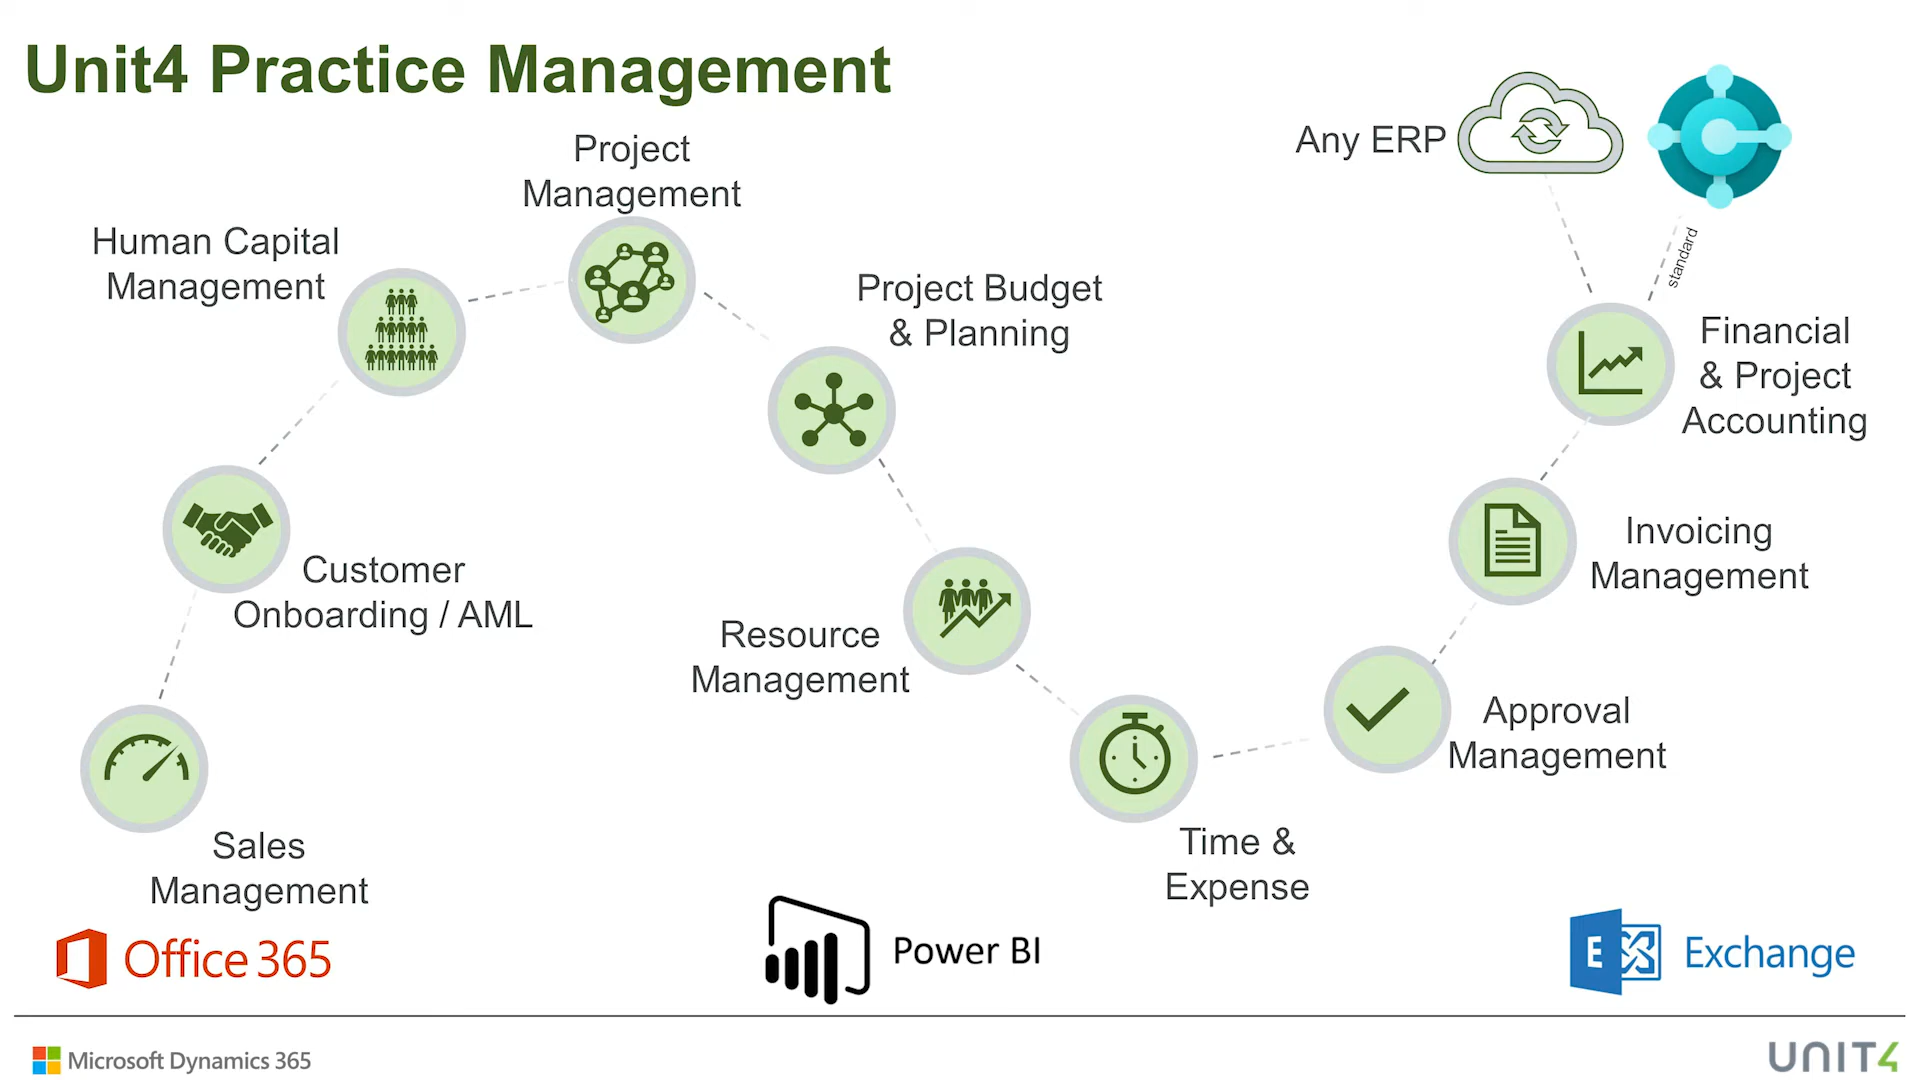 Unit4 Practice Management
Project
Management
Any ERP
Human Capital
Management
standard
Project Budget
& Planning
Financial
& Project
Accounting
Customer
Onboarding / AML
Invoicing
Management
Resource
Management
Approval
Management
Sales
Management
Time &
Expense
Office 365
Power BI
E
Exchange
Microsoft Dynamics 365
UNIT4